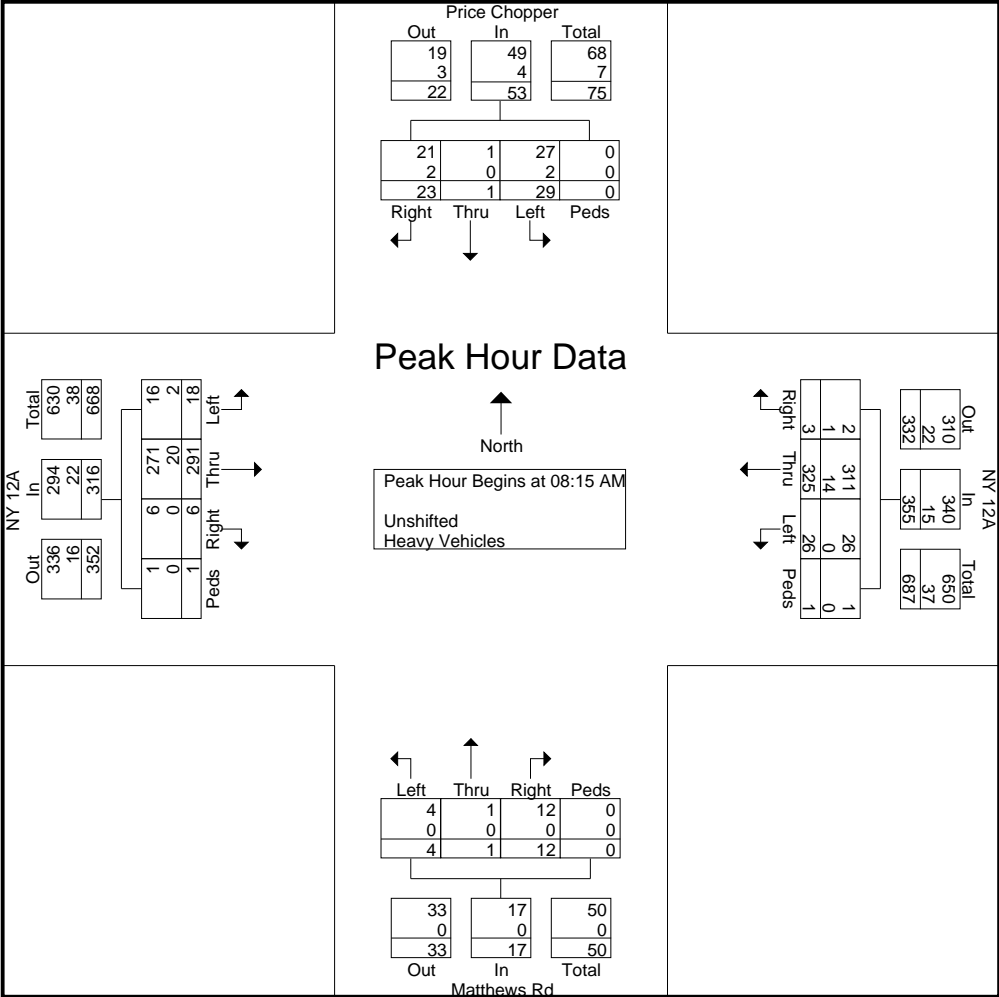 Price Chopper
Out In Total
19 49 68
3 4 7
22 53 75
21 1 27 0
2 0 2 0
23 1 29 0
Right Thru Left Peds
Peak Hour Data
North
Peak Hour Begins at 08:15 AM
Unshifted
Heavy Vehicles
NY 12A
Total In Out
630 294 336
38 22 16
668 316 352
16 271 6 1
2 20 0 0
18 291 6 1
Left Thru Right Peds
NY 12A
Out In Total
310 340 650
22 15 37
332 355 687
2 311 26 1
1 14 0 0
3 325 26 1
Right Thru Left Peds
Left Thru Right Peds
4 1 12 0
0 0 0 0
4 1 12 0
33 17 50
0 0 0
33 17 50
Out In Total
Matthews Rd